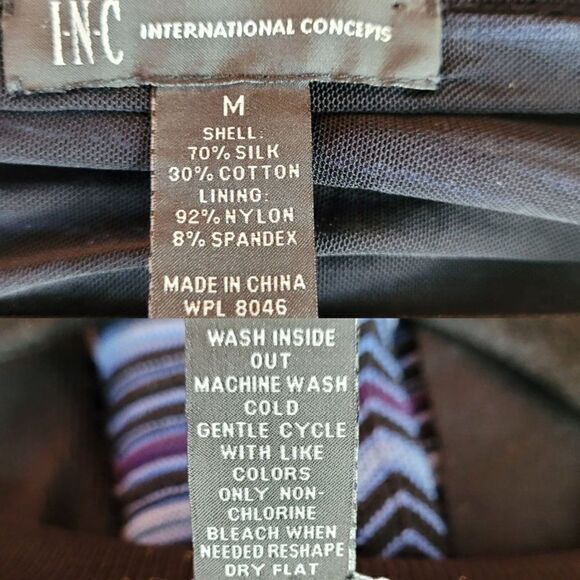 I·N·C INTERNATIONAL CONCEPTS
M
SHELL:
70% SILK
30% COTTON
LINING:
92% NYLON
8% SPANDEX
MADE IN CHINA
WPL 8046
WASH INSIDE
OUT
MACHINE WASH
COLD
GENTLE CYCLE
WITH LIKE
COLORS
ONLY NON-
CHLORINE
BLEACH WHEN
NEEDED RESHAPE
DRY FLAT